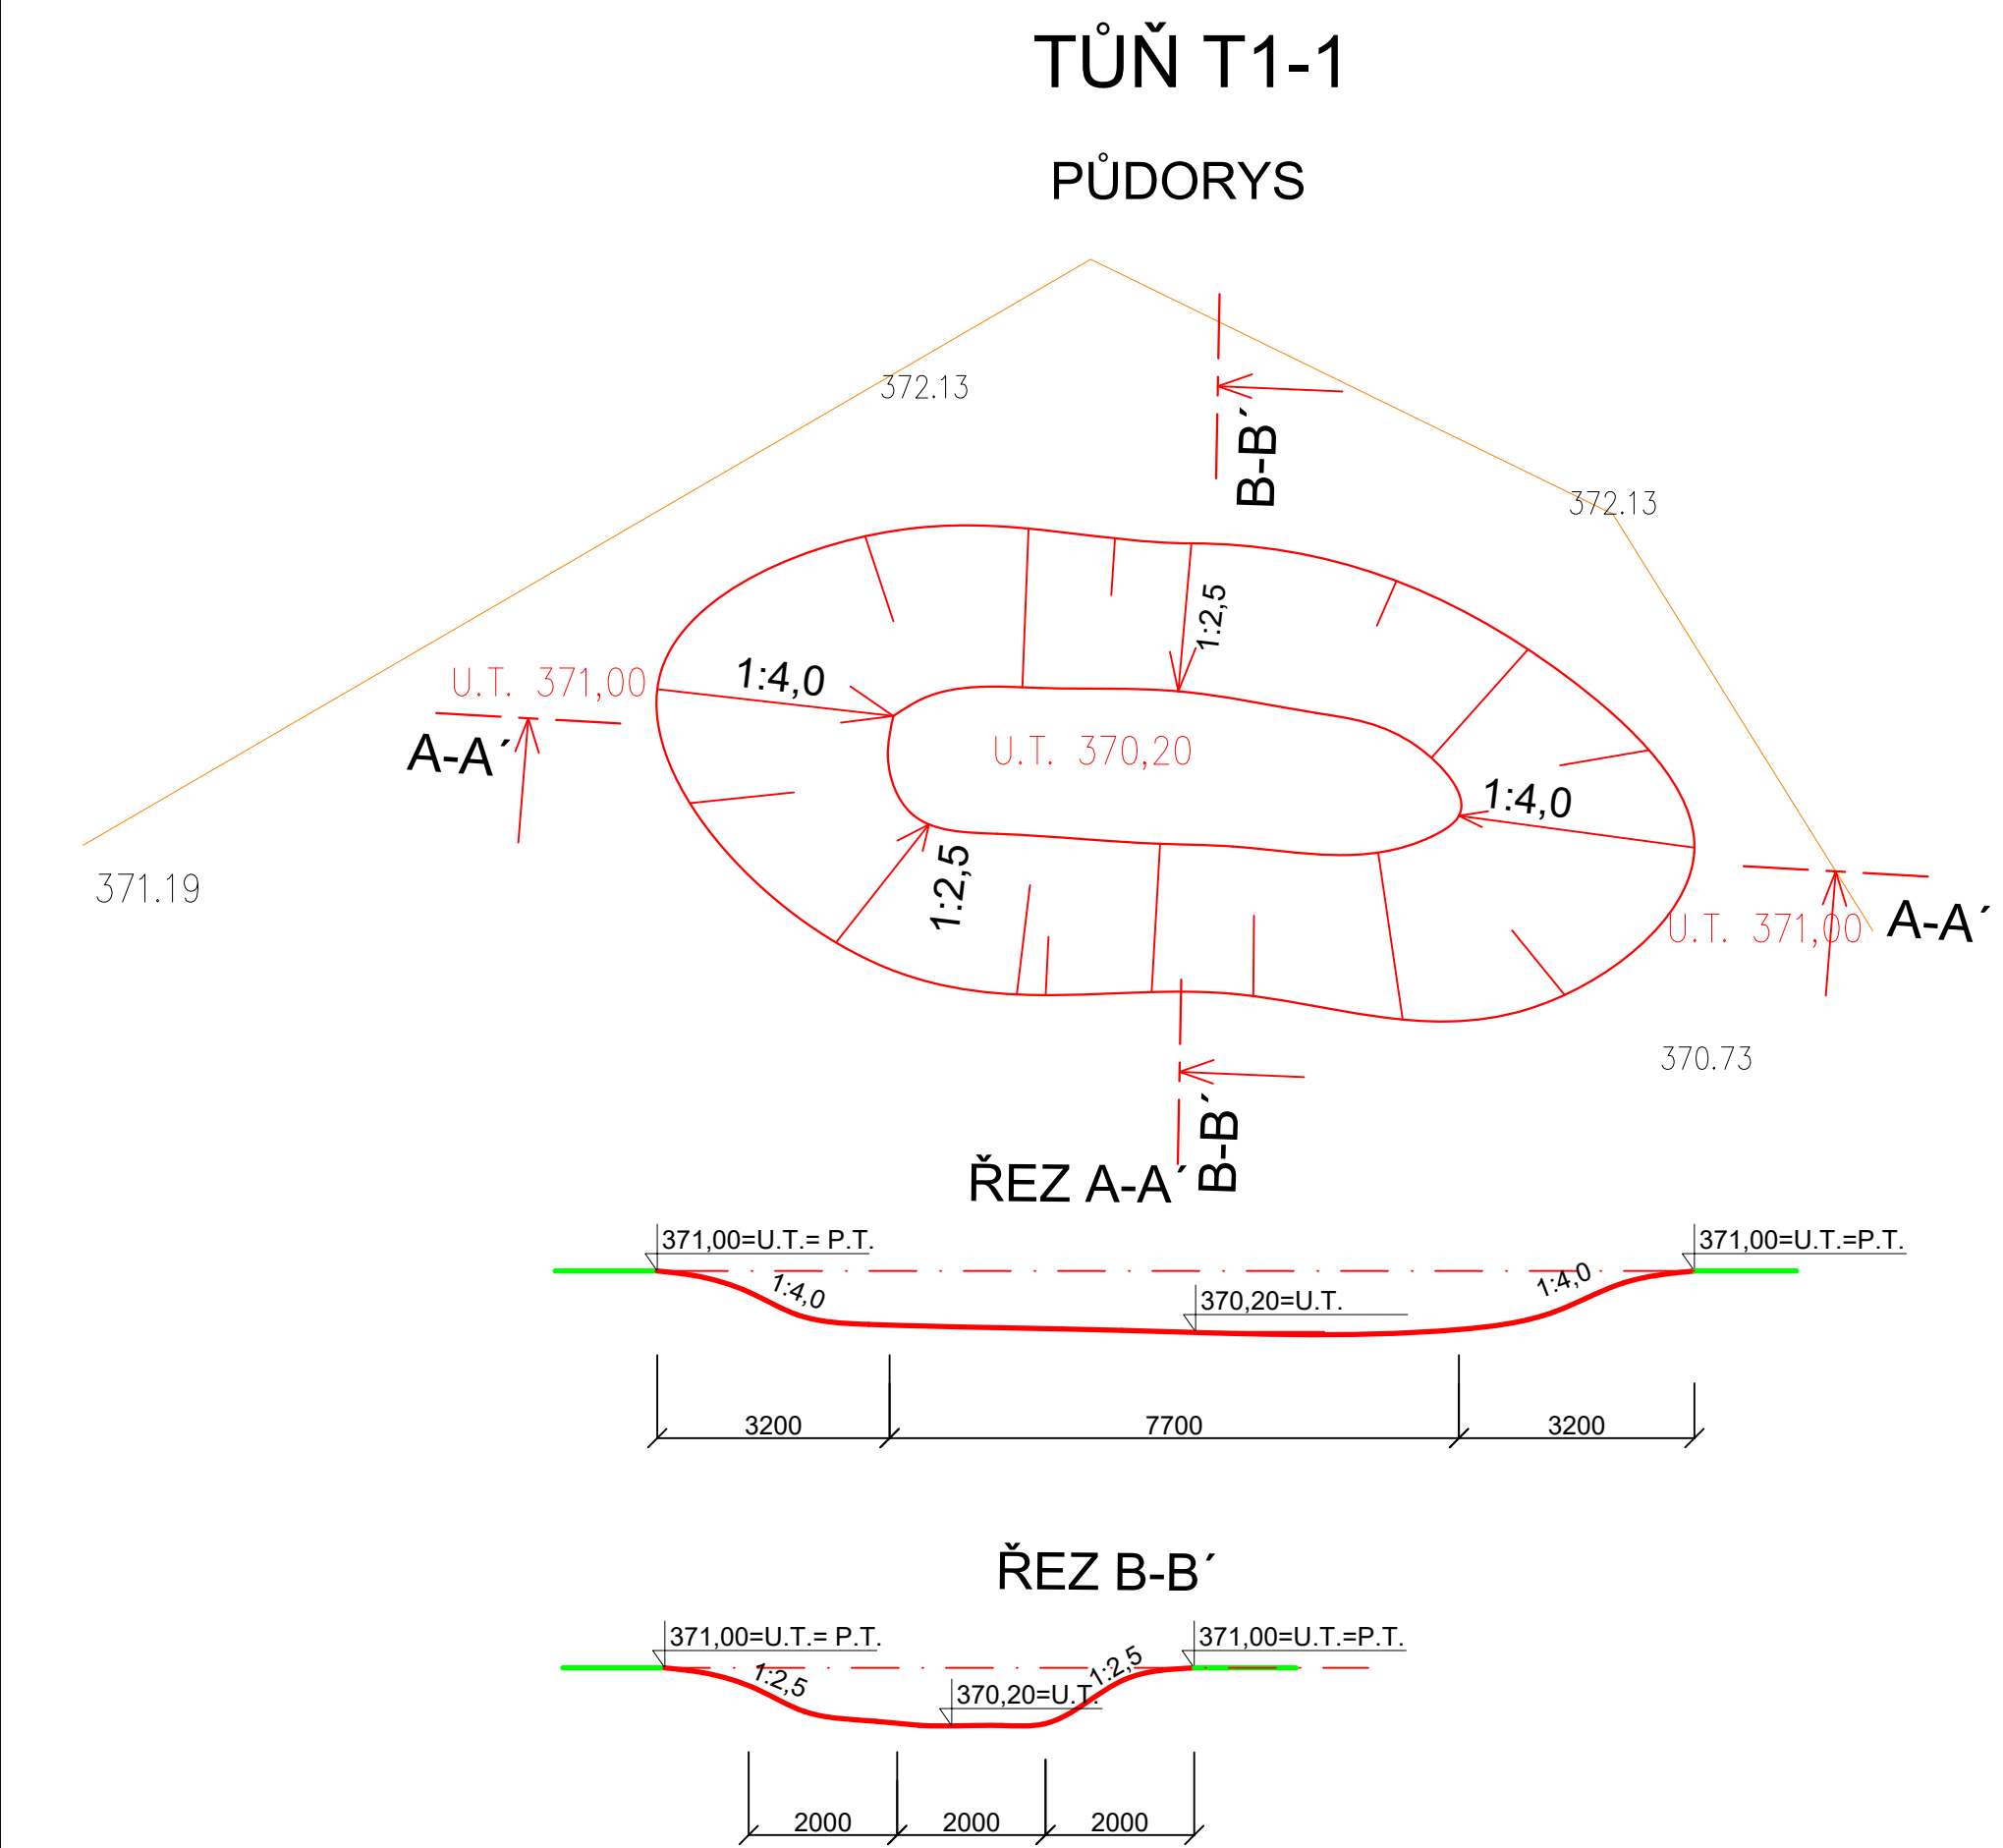 TŮŇ T1-1
PŮDORYS
372.13
B-B´
372.13
1:2,5
U.T. 371,00
1:4,0
A-A´
U.T. 370,20
1:4,0
371.19
1:2,5
U.T. 371,00
A-A´
370.73
B-B´
ŘEZ A-A´
371,00=U.T.= P.T.
371,00=U.T.=P.T.
1:4,0
1:4,0
370,20=U.T.
3200
7700
3200
ŘEZ B-B´
371,00=U.T.= P.T.
371,00=U.T.=P.T.
1:2,5
1:2,5
370,20=U.T.
2000
2000
2000